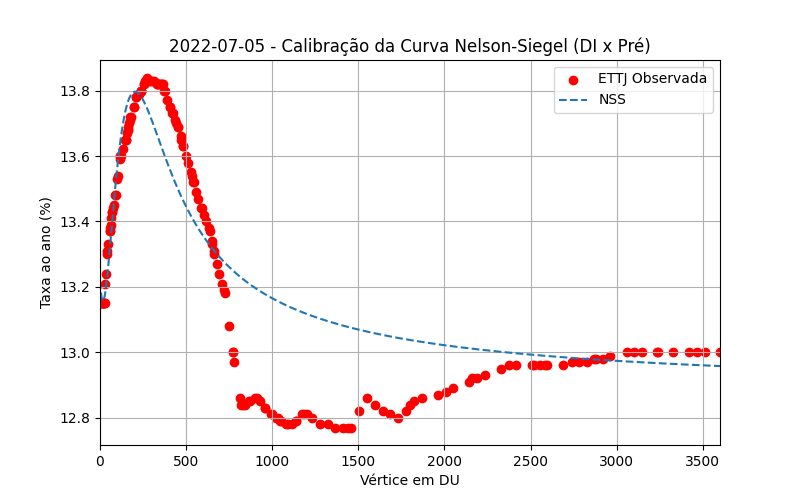 2022-07-05 - Calibração da Curva Nelson-Siegel (DI x Pré)
ETTJ Observada
NSS
Taxa ao ano (%)
13.8
13.6
13.4
13.2
13.0
12.8
0 500 1000 1500 2000 2500 3000 3500
Vértice em DU